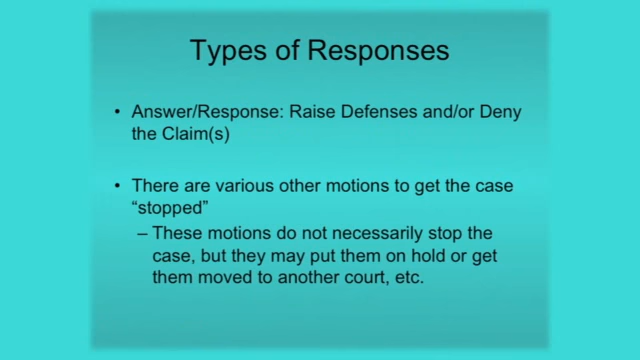 Types of Responses
• Answer/Response: Raise Defenses and/or Deny
the Claim(s)
• There are various other motions to get the case
“stopped”
– These motions do not necessarily stop the
case, but they may put them on hold or get
them moved to another court, etc.